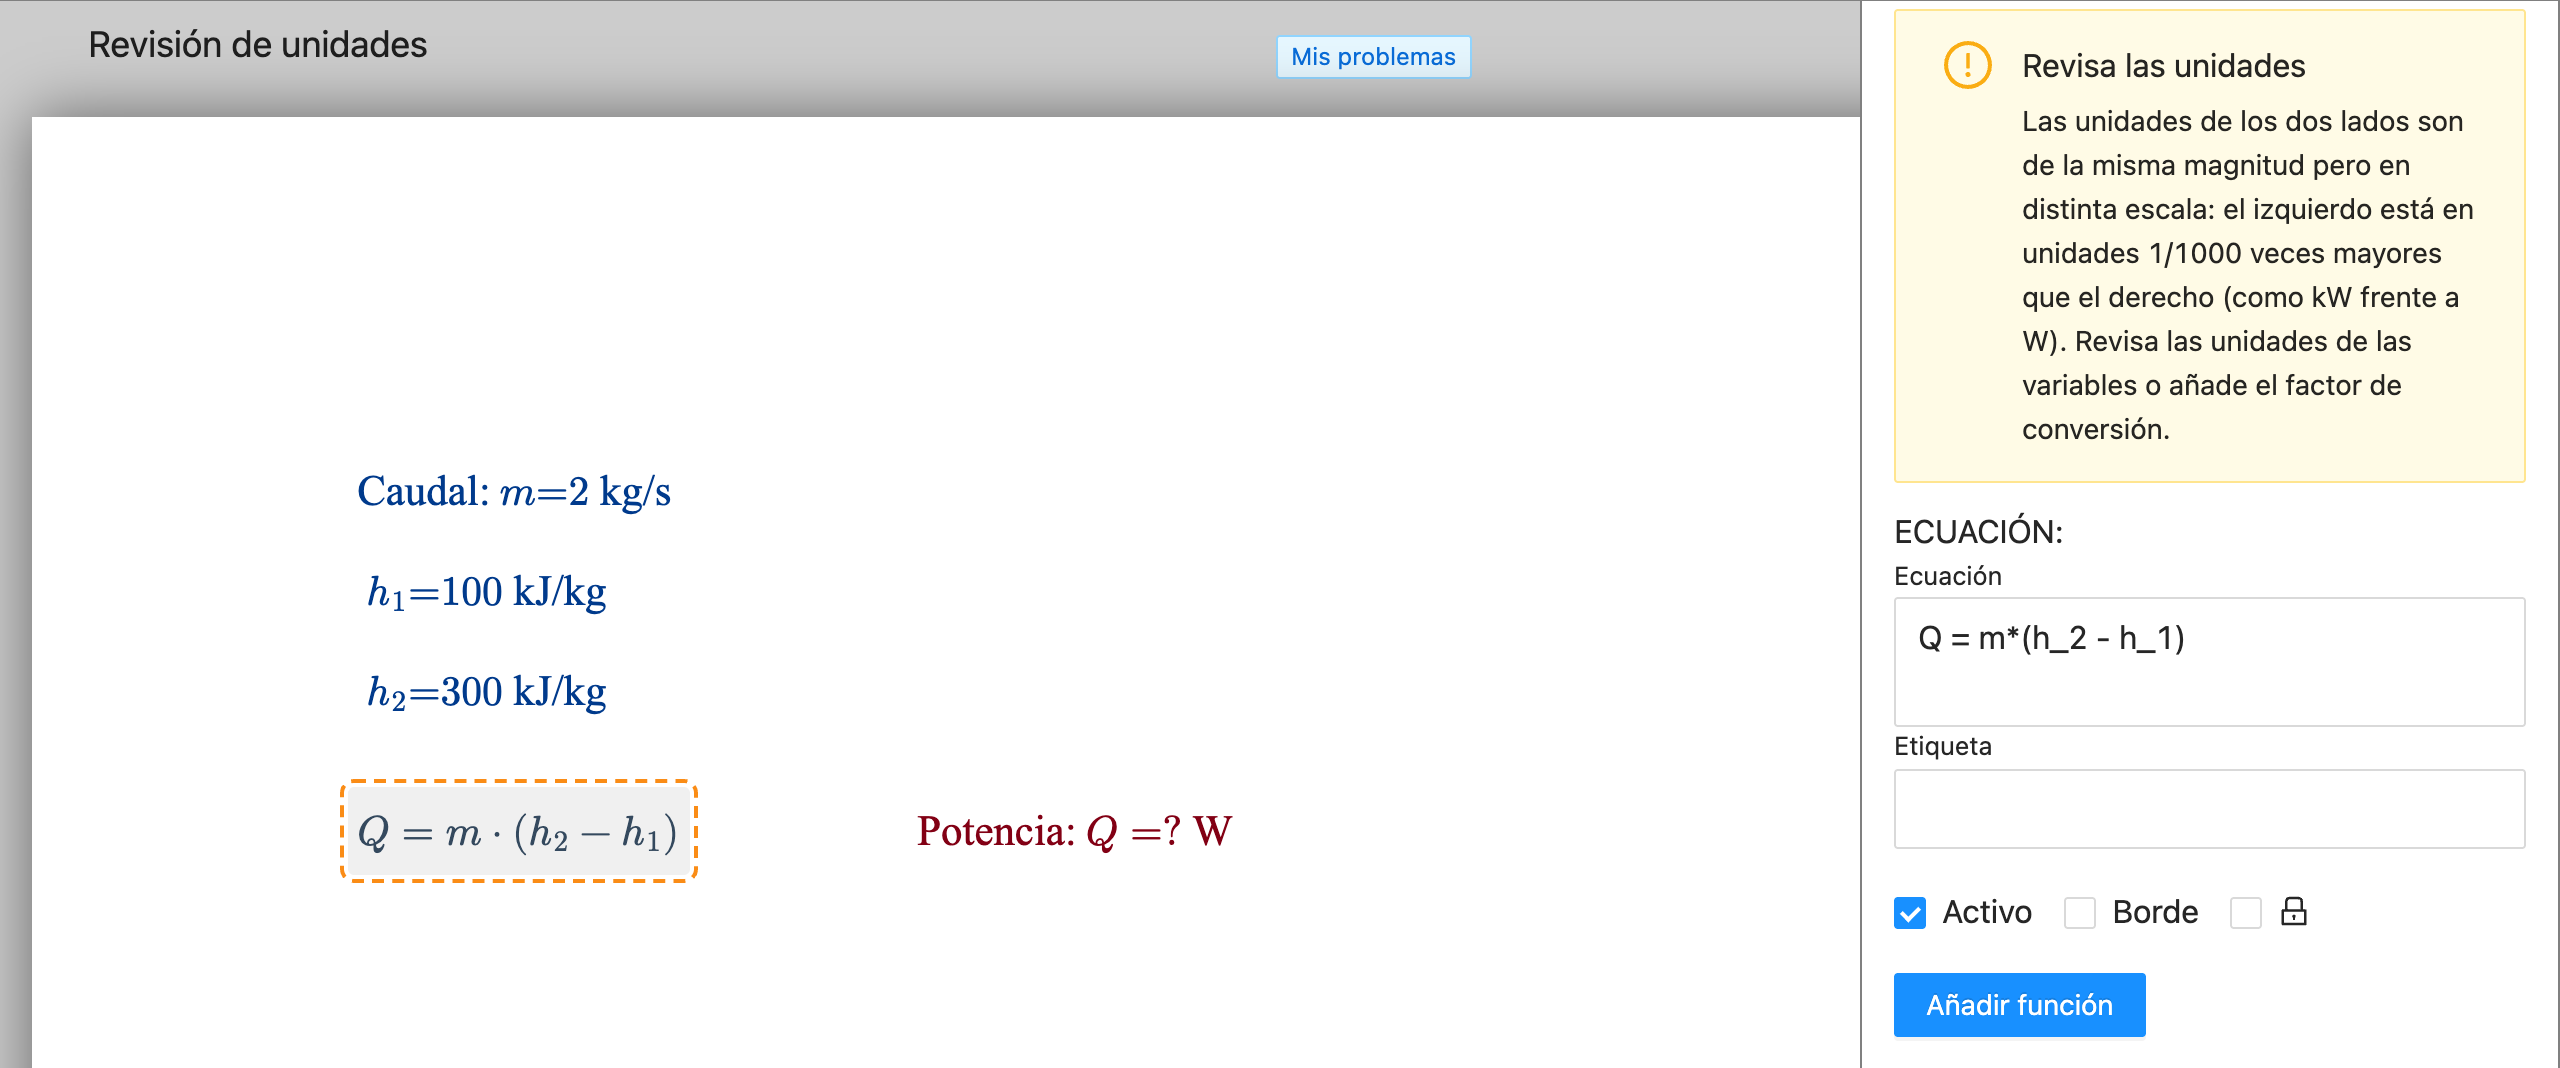 Revisión de unidades
Mis problemas
Caudal: m=2 kg/s
h₁=100 kJ/kg
h₂=300 kJ/kg
Q = m · (h₂ − h₁)
Potencia: Q =? W
Revisa las unidades
Las unidades de los dos lados son
de la misma magnitud pero en
distinta escala: el izquierdo está en
unidades 1/1000 veces mayores
que el derecho (como kW frente a
W). Revisa las unidades de las
variables o añade el factor de
conversión.
ECUACIÓN:
Ecuación
Q = m*(h_2 - h_1)
Etiqueta
Activo
Borde
Añadir función